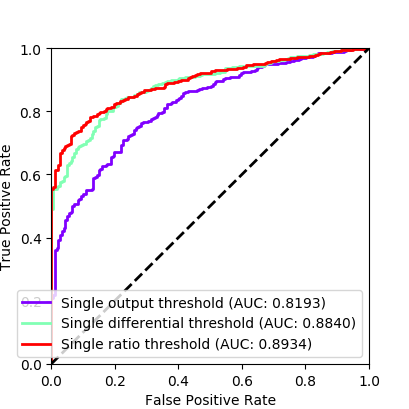 1.0
0.8
0.6
0.4
0.2
0.0
True Positive Rate
Single output threshold (AUC: 0.8193)
Single differential threshold (AUC: 0.8840)
Single ratio threshold (AUC: 0.8934)
0.0 0.2 0.4 0.6 0.8 1.0
False Positive Rate